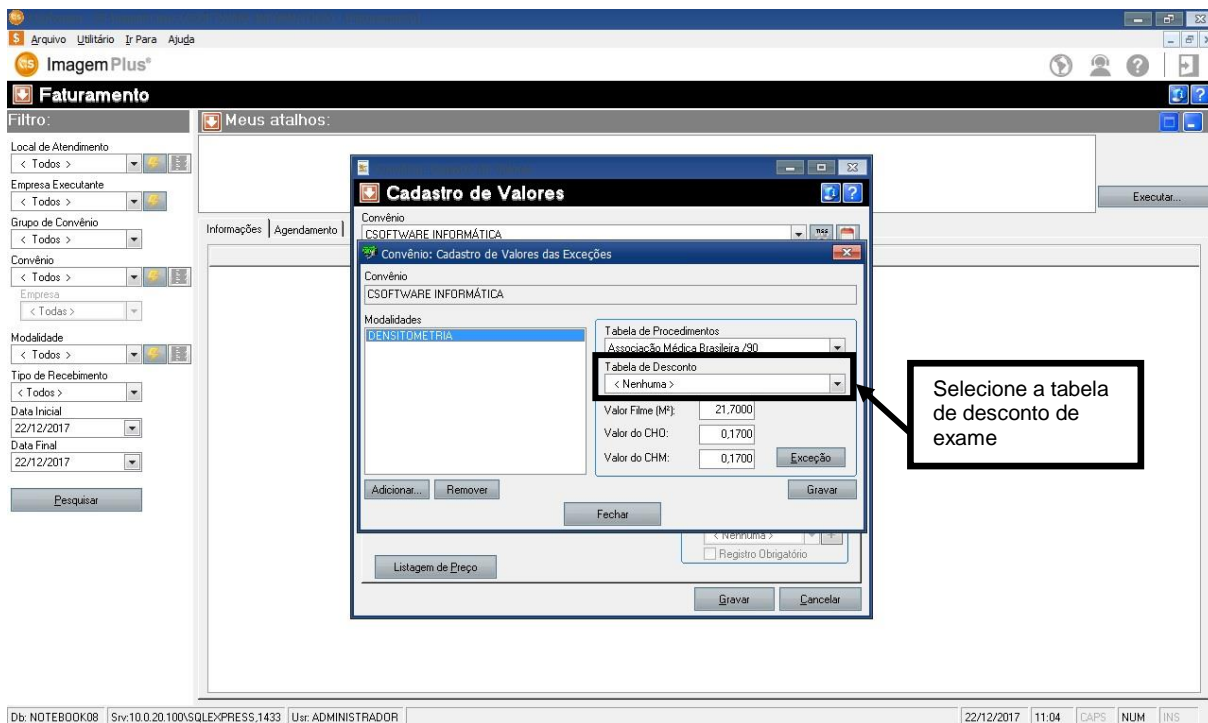 Arquivo Utilitário Ir Para Ajuda
ImagemPlus®
Faturamento
Filtro:
Meus atalhos:
Local de Atendimento
< Todos >
Empresa Executante
< Todos >
Grupo de Convênio
< Todos >
Convênio
< Todos >
Empresa
< Todas >
Modalidade
< Todos >
Tipo de Recebimento
< Todos >
Data Inicial
22/12/2017
Data Final
22/12/2017
Pesquisar
Executar...
Informações Agendamento
Cadastro de Valores
Convênio
CSOFTWARE INFORMÁTICA
Convênio: Cadastro de Valores das Exceções
Convênio
CSOFTWARE INFORMÁTICA
Modalidades
DENSITOMETRIA
Tabela de Procedimentos
Associação Médica Brasileira /90
Tabela de Desconto
< Nenhuma >
Valor Filme (M²): 21,7000
Valor do CHO: 0,1700
Valor do CHM: 0,1700 Exceção
Adicionar... Remover Gravar
Fechar
< Nenhuma >
Registro Obrigatório
Listagem de Preço
Gravar Cancelar
Selecione a tabela
de desconto de
exame
Db: NOTEBOOK08 Srv:10.0.20.100\SQLEXPRESS,1433 Usr: ADMINISTRADOR 22/12/2017 11:04 CAPS NUM INS